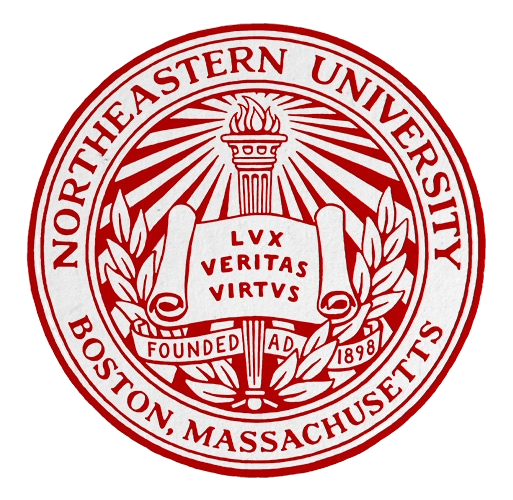 NORTHEASTERN UNIVERSITY
LVX
VERITAS
VIRTVS
FOUNDED AD 1898
BOSTON, MASSACHUSETTS